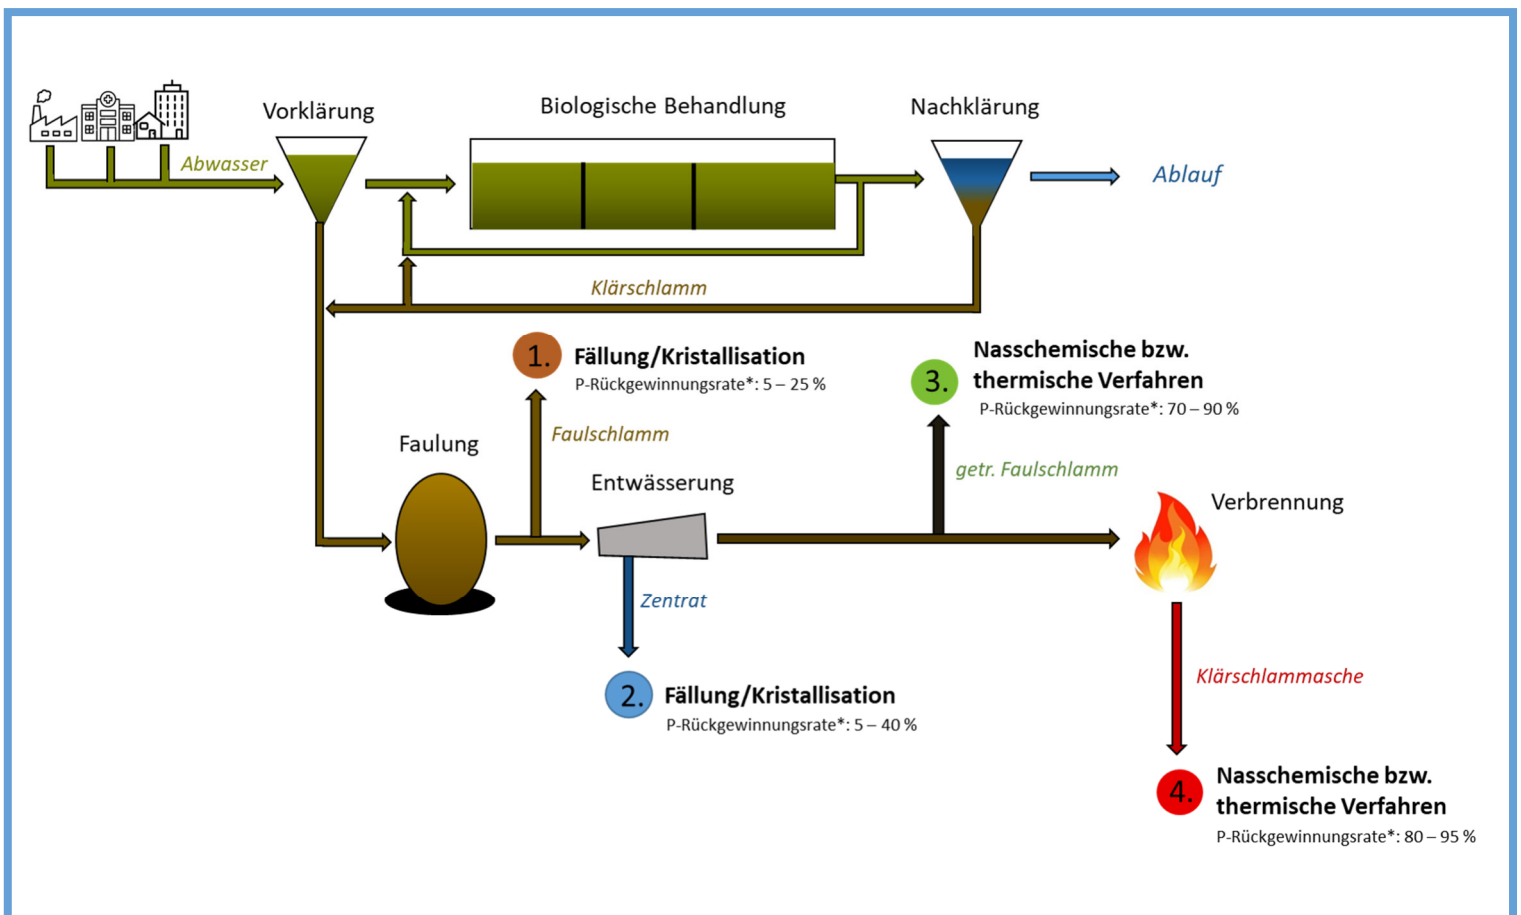 Vorklärung
Biologische Behandlung
Nachklärung
Abwasser
Ablauf
Klärschlamm
1.
Fällung/Kristallisation
P-Rückgewinnungsrate*: 5 – 25 %
Nasschemische bzw.
thermische Verfahren
3.
P-Rückgewinnungsrate*: 70 – 90 %
Faulschlamm
Faulung
getr. Faulschlamm
Entwässerung
Verbrennung
Zentrat
2.
Fällung/Kristallisation
P-Rückgewinnungsrate*: 5 – 40 %
Klärschlammasche
4.
Nasschemische bzw.
thermische Verfahren
P-Rückgewinnungsrate*: 80 – 95 %